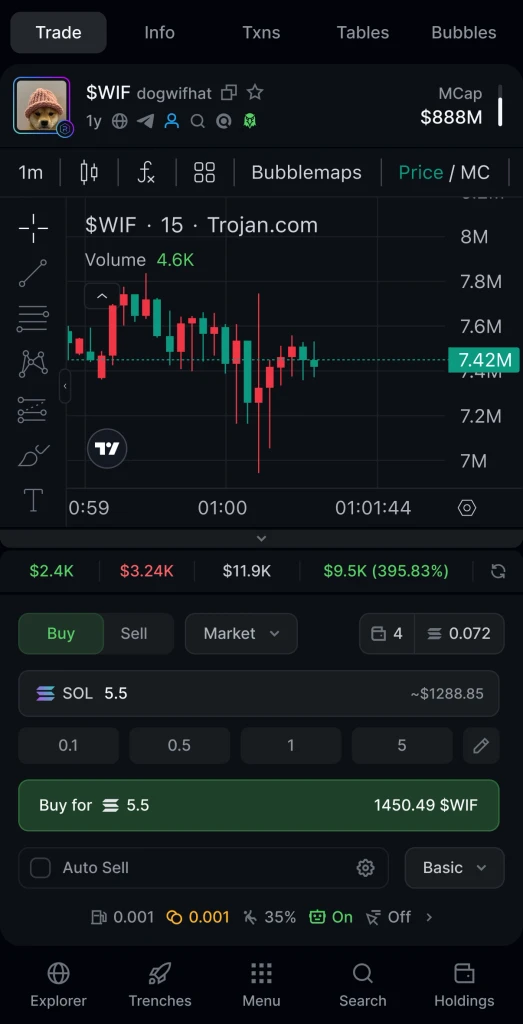 Trade Info Txns Tables Bubbles
$WIF dogwifhat
MCap
1y
$888M
1m
Bubblemaps
Price / MC
$WIF · 15 · Trojan.com
Volume 4.6K
8M
7.8M
7.6M
7.42M
7.4M
7.2M
7M
0:59 01:00 01:01:44
$2.4K $3.24K $11.9K $9.5K (395.83%)
Buy Sell Market 4 0.072
SOL 5.5 ~$1288.85
0.1 0.5 1 5
Buy for 5.5 1450.49 $WIF
Auto Sell Basic
0.001 0.001 35% On Off
Explorer Trenches Menu Search Holdings